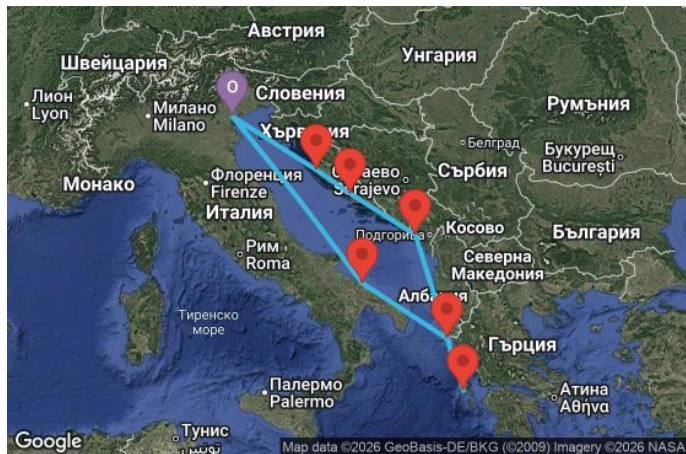 Австрия
Швейцария
Унгария
О
Словения
Лион
Lyon
Милано
Milano
Румъния
Хърватия
Белград
Букурещ
București
Сараево
Sarajevo
Сърбия
Флоренция
Firenze
Монако
Италия
Косово
Подгорица
България
Рим
Roma
Северна
Македония
Албания
Тиренско
море
Гърция
Палермо
Palermo
Атина
Αθήνα
Тунис
تونس
Google
Map data ©2026 GeoBasis-DE/BKG (©2009) Imagery ©2026 NASA